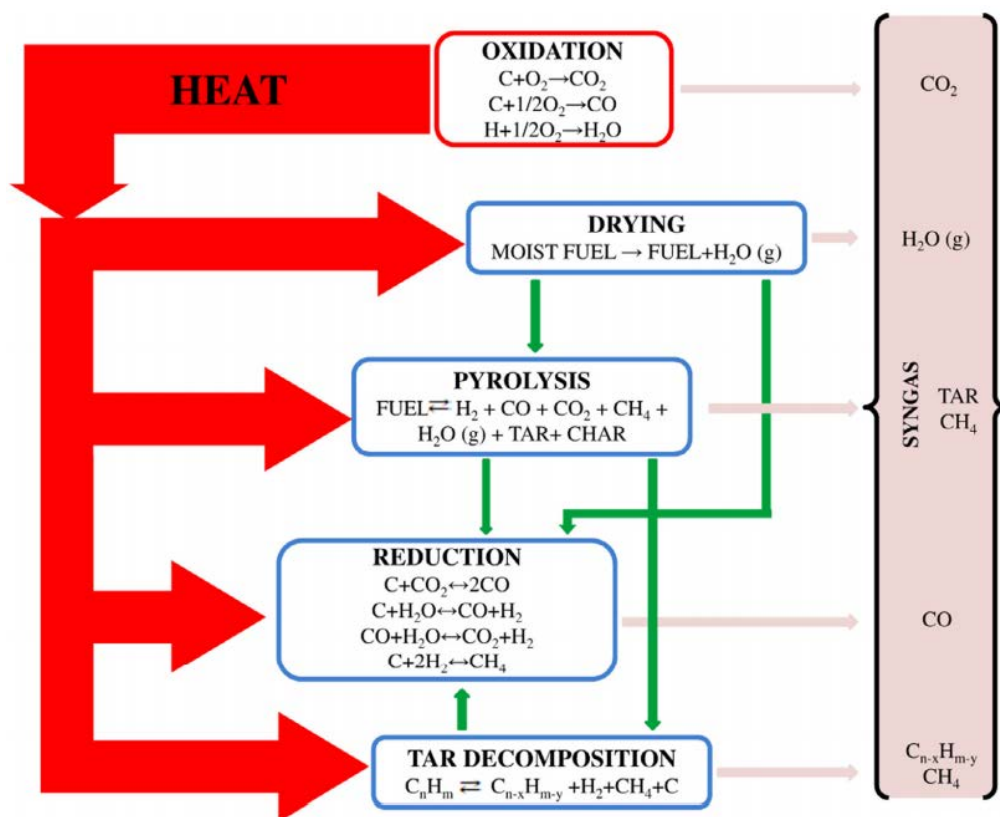 HEAT
OXIDATION
C+O₂→CO₂
C+1/2O₂→CO
H+1/2O₂→H₂O
CO₂
DRYING
MOIST FUEL → FUEL+H₂O (g)
H₂O (g)
PYROLYSIS
FUEL⇄ H₂ + CO + CO₂ + CH₄ +
H₂O (g) + TAR+ CHAR
SYNGAS
TAR
CH₄
REDUCTION
C+CO₂↔2CO
C+H₂O↔CO+H₂
CO+H₂O↔CO₂+H₂
C+2H₂↔CH₄
CO
TAR DECOMPOSITION
CₙHₘ ⇄ Cₙ₋ₓHₘ₋y +H₂+CH₄+C
Cₙ₋ₓHₘ₋y
CH₄